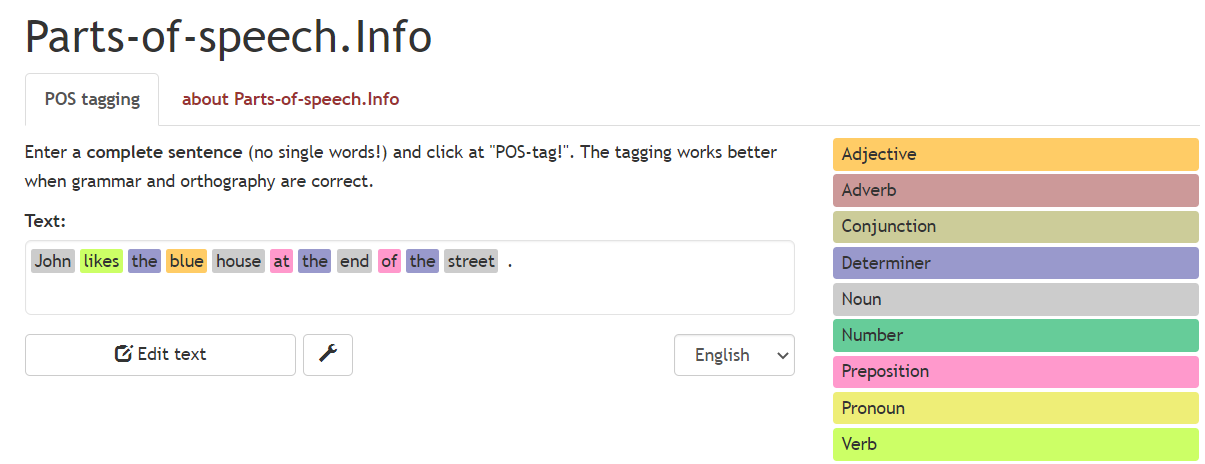 Parts-of-speech.Info
POS tagging
about Parts-of-speech.Info
Enter a complete sentence (no single words!) and click at "POS-tag!". The tagging works better
when grammar and orthography are correct.
Text:
John likes the blue house at the end of the street .
Edit text
English
Adjective
Adverb
Conjunction
Determiner
Noun
Number
Preposition
Pronoun
Verb